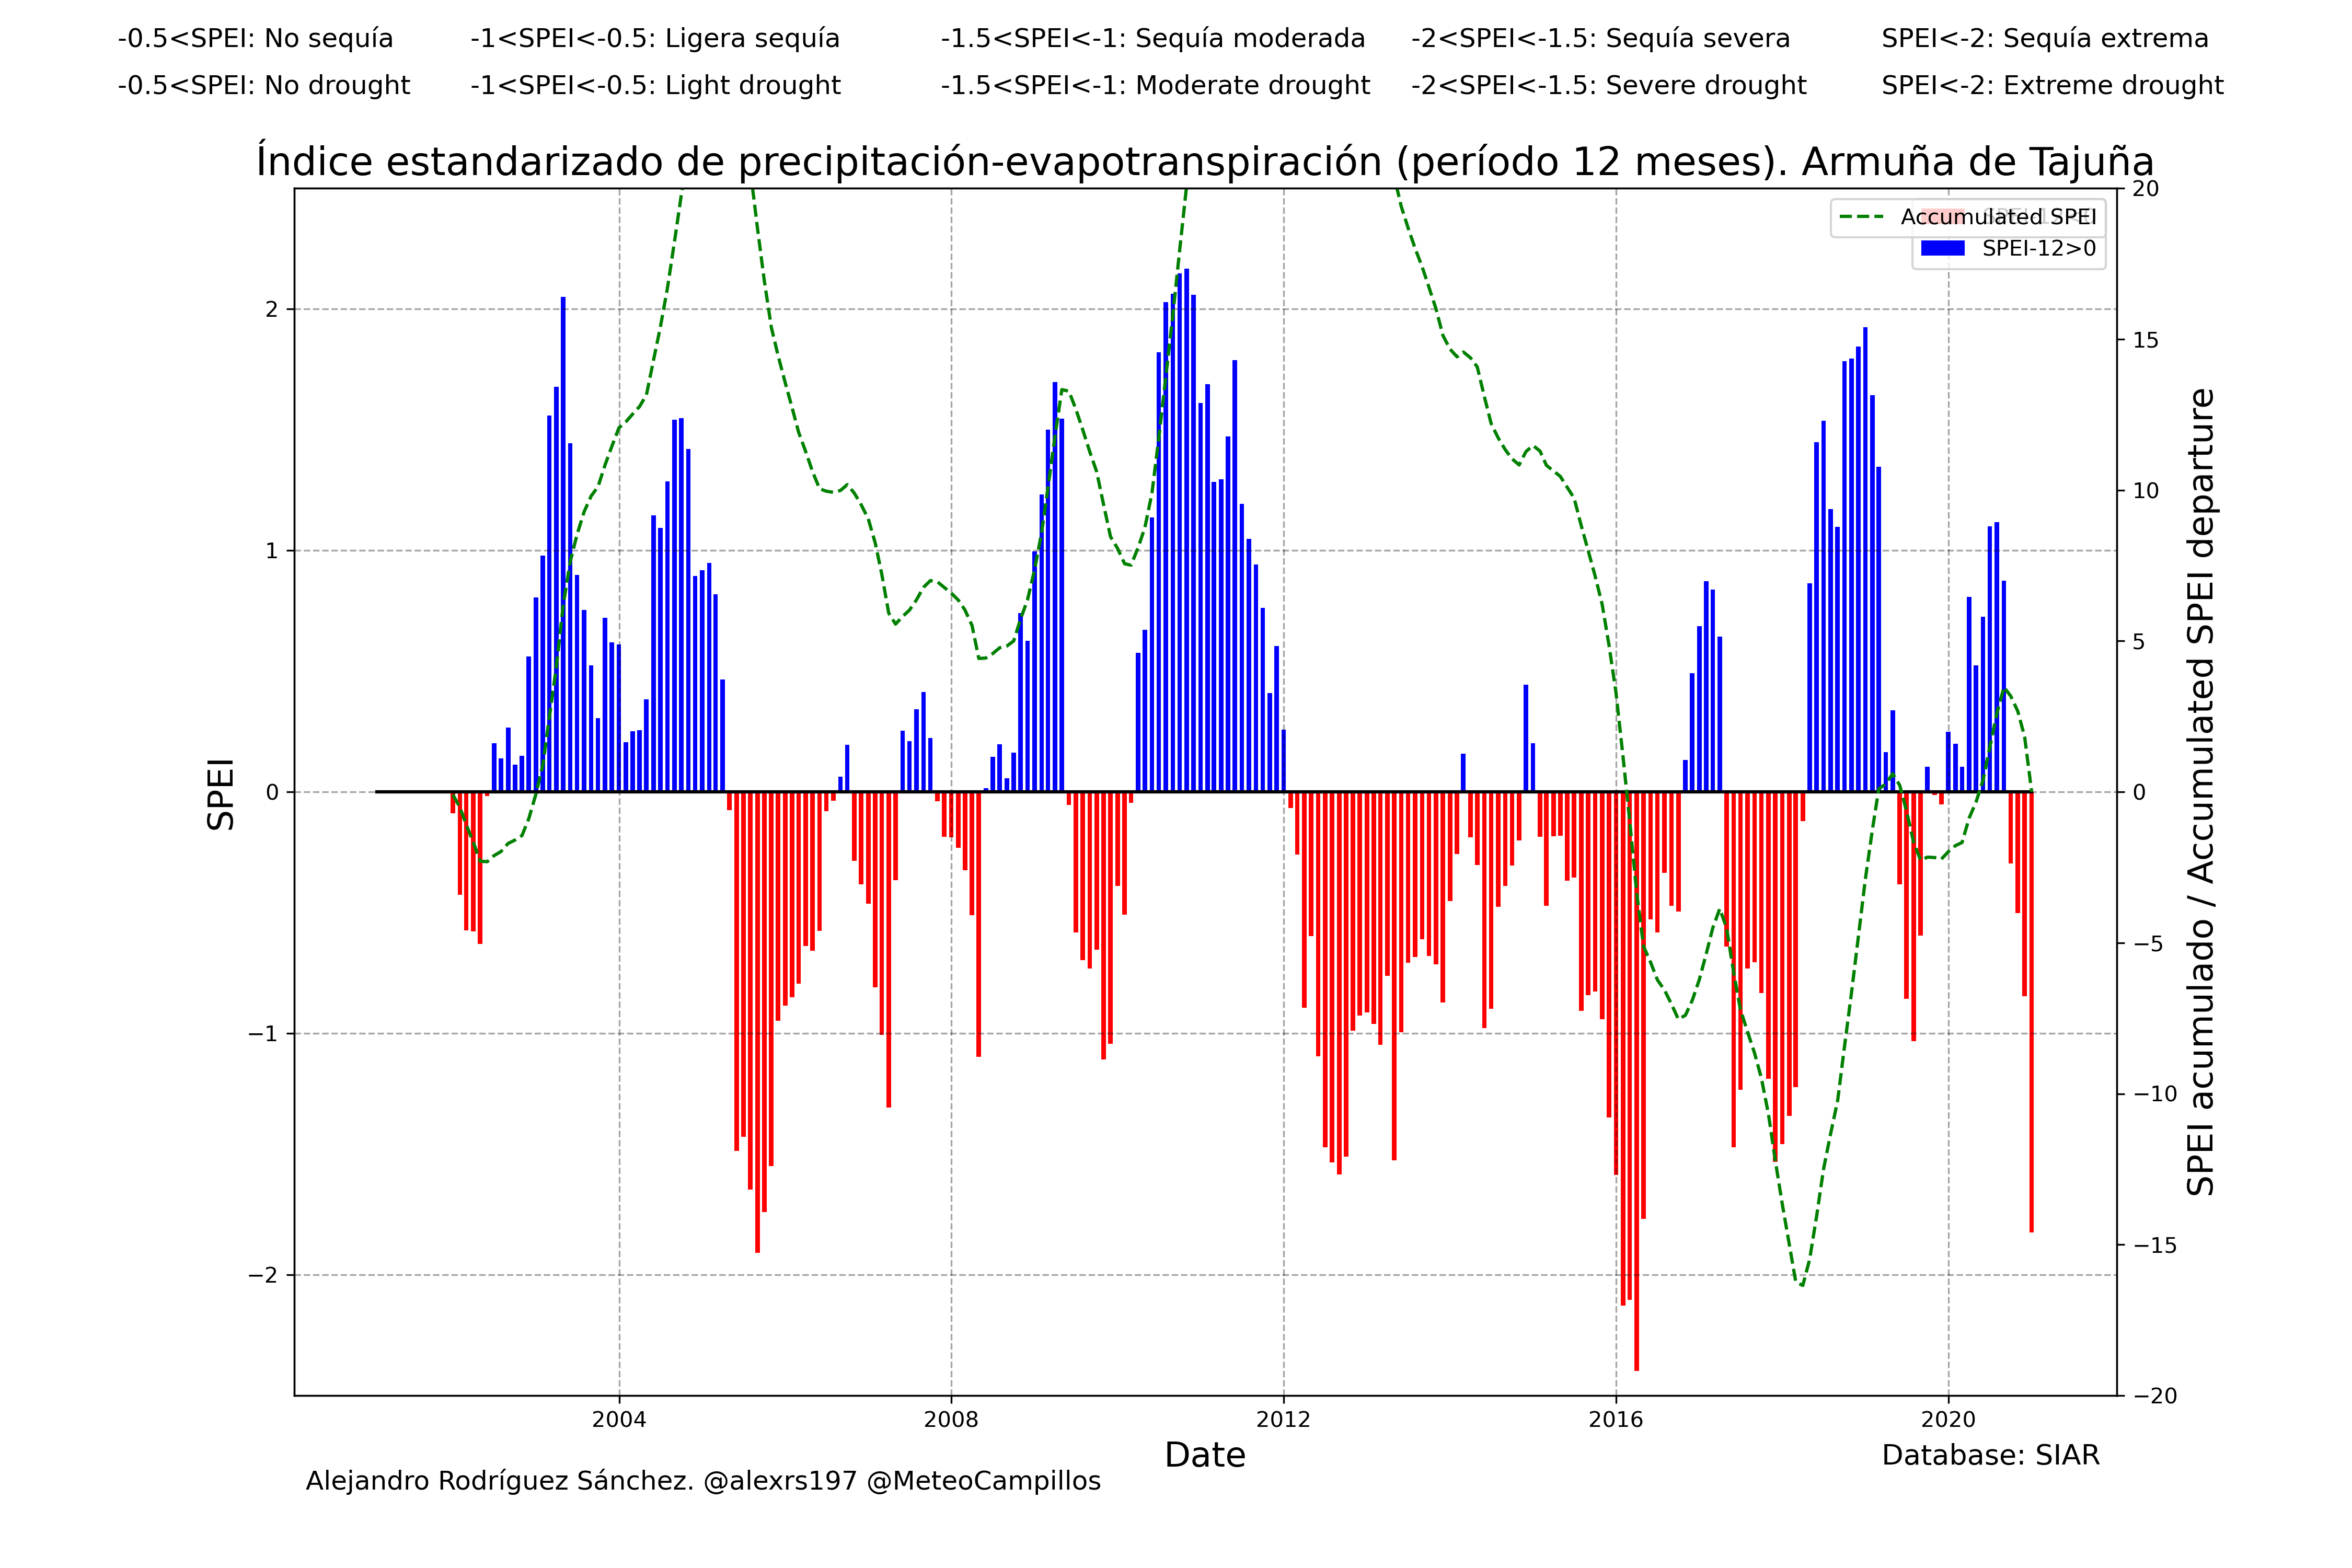 -0.5<SPEI: No sequía -1<SPEI<-0.5: Ligera sequía -1.5<SPEI<-1: Sequía moderada -2<SPEI<-1.5: Sequía severa SPEI<-2: Sequía extrema
-0.5<SPEI: No drought -1<SPEI<-0.5: Light drought -1.5<SPEI<-1: Moderate drought -2<SPEI<-1.5: Severe drought SPEI<-2: Extreme drought
Índice estandarizado de precipitación-evapotranspiración (período 12 meses). Armuña de Tajuña
Accumulated SPEI
SPEI-12>0
SPEI
2
1
0
−1
−2
20
15
10
5
0
−5
−10
−15
−20
SPEI acumulado / Accumulated SPEI departure
2004 2008 2012 2016 2020
Date
Database: SIAR
Alejandro Rodríguez Sánchez. @alexrs197 @MeteoCampillos